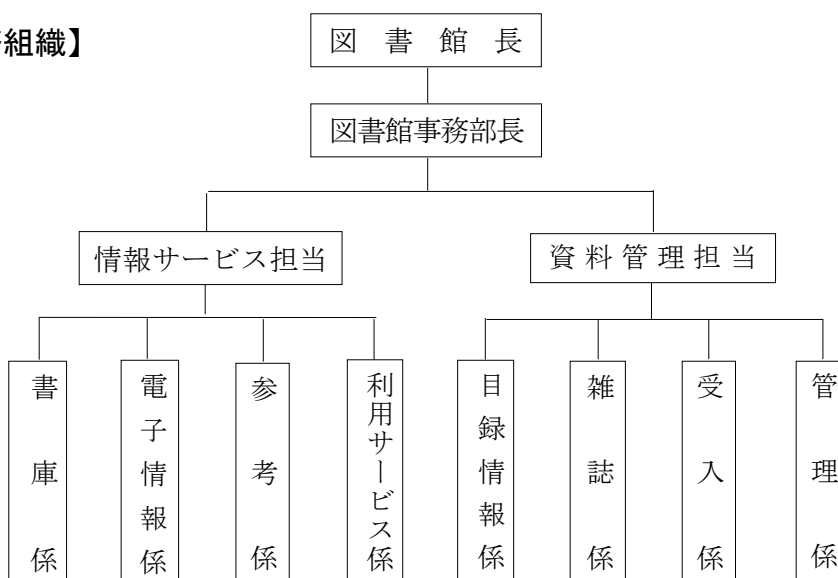 組織】
図書館長
図書館事務部長
情報サービス担当
資料管理担当
書庫係
電子情報係
参考係
利用サービス係
目録情報係
雑誌係
受入係
管理係